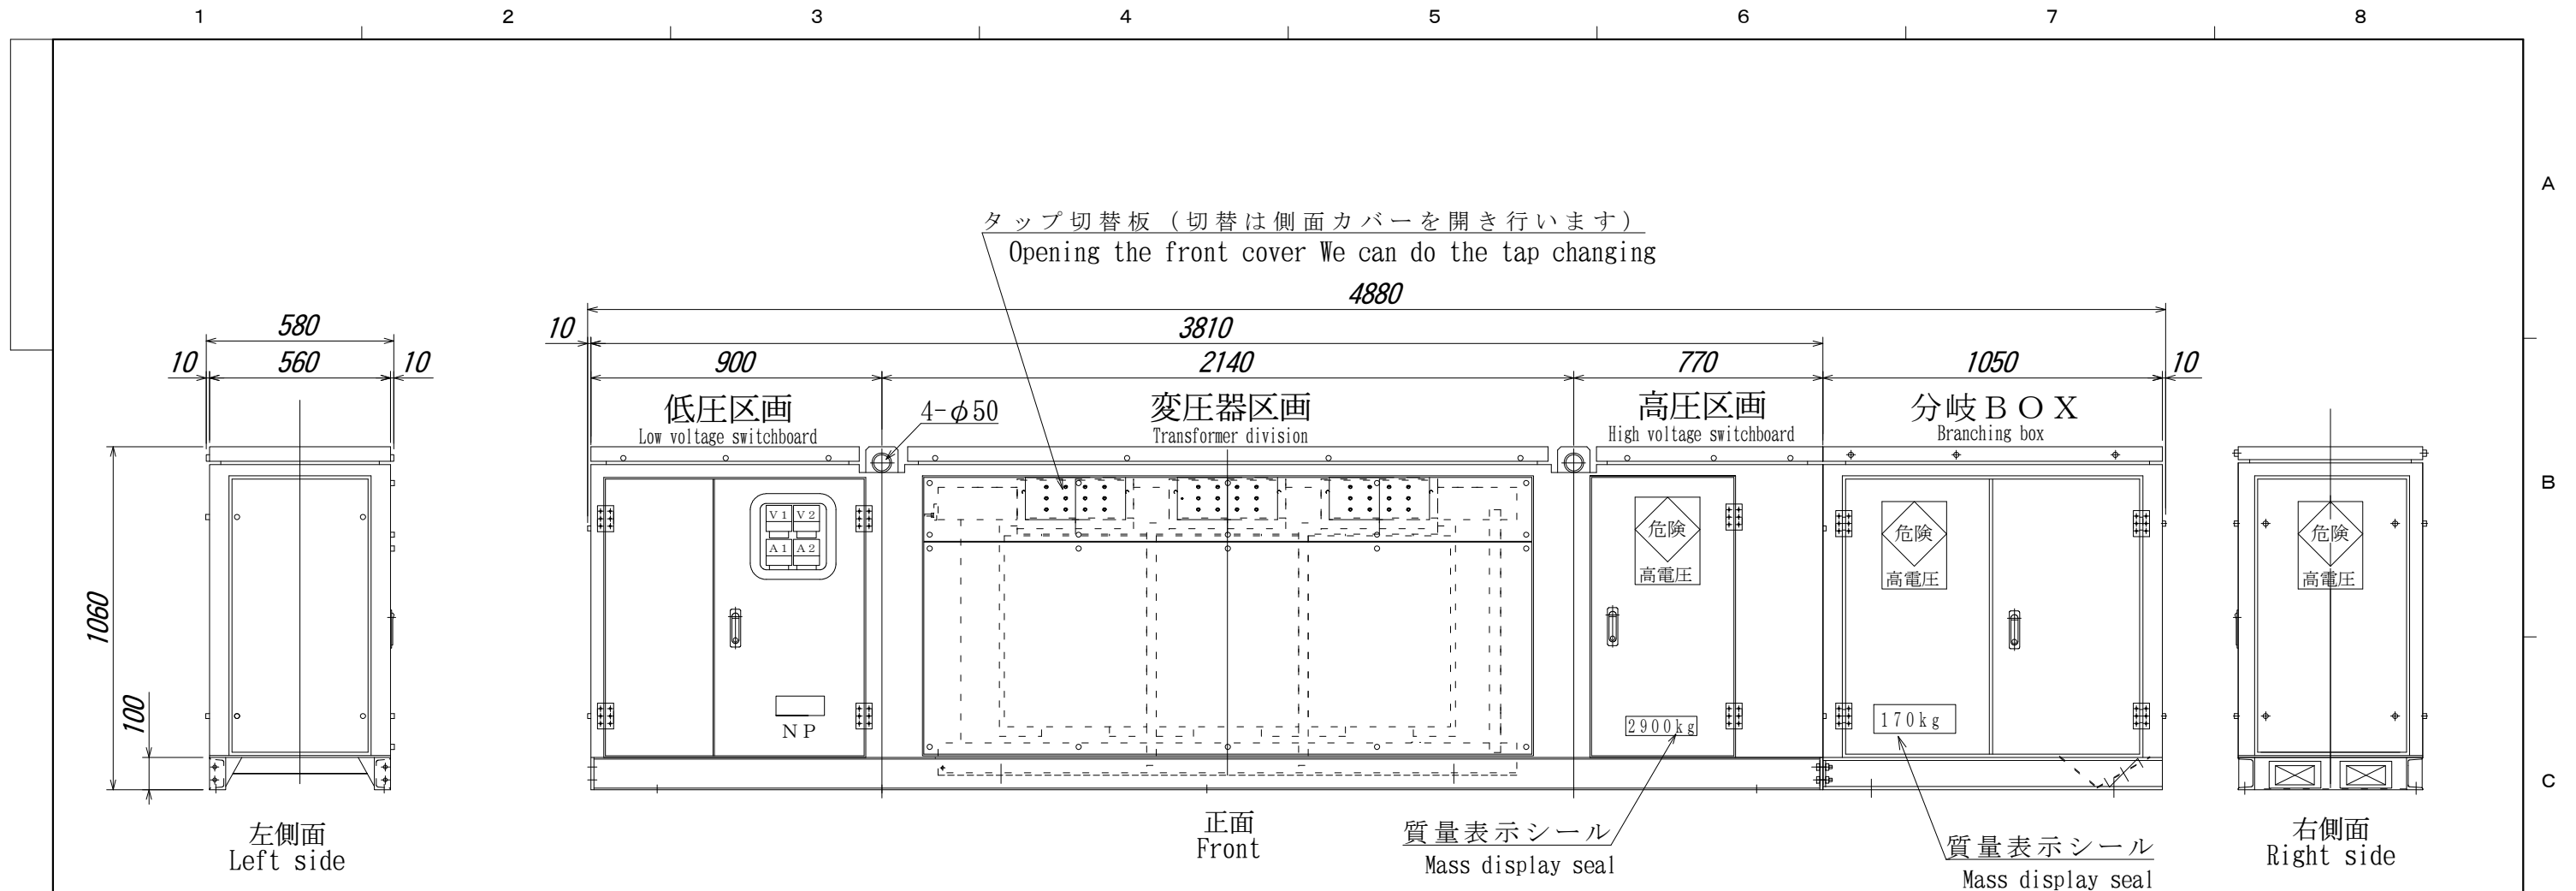 1 2 3 4 5 6 7 8
A
タップ切替板（切替は側面カバーを開き行います）
Opening the front cover We can do the tap changing
4880
580
10
3810
10 560 10
900 2140 770 1050 10
低圧区画
Low voltage switchboard
4-φ50
変圧器区画
Transformer division
高圧区画
High voltage switchboard
分岐ＢＯＸ
Branching box
B
V1 V2
A1 A2
危険
高電圧
危険
高電圧
危険
高電圧
1060
100
NP
2900kg
170kg
C
左側面
Left side
正面
Front
質量表示シール
Mass display seal
質量表示シール
Mass display seal
右側面
Right side